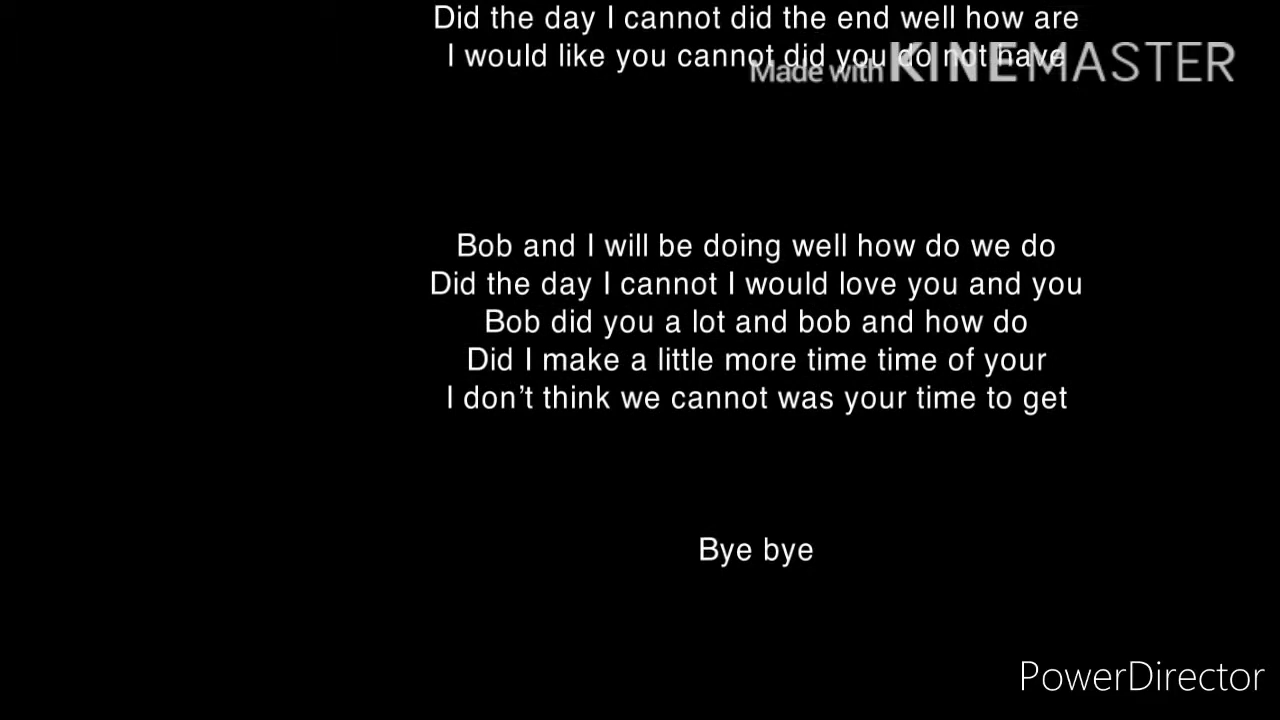 Did the day I cannot did the end well how are
I would like you cannot did you do not have
Made with KINEMASTER
Bob and I will be doing well how do we do
Did the day I cannot I would love you and you
Bob did you a lot and bob and how do
Did I make a little more time time of your
I don’t think we cannot was your time to get
Bye bye
PowerDirector